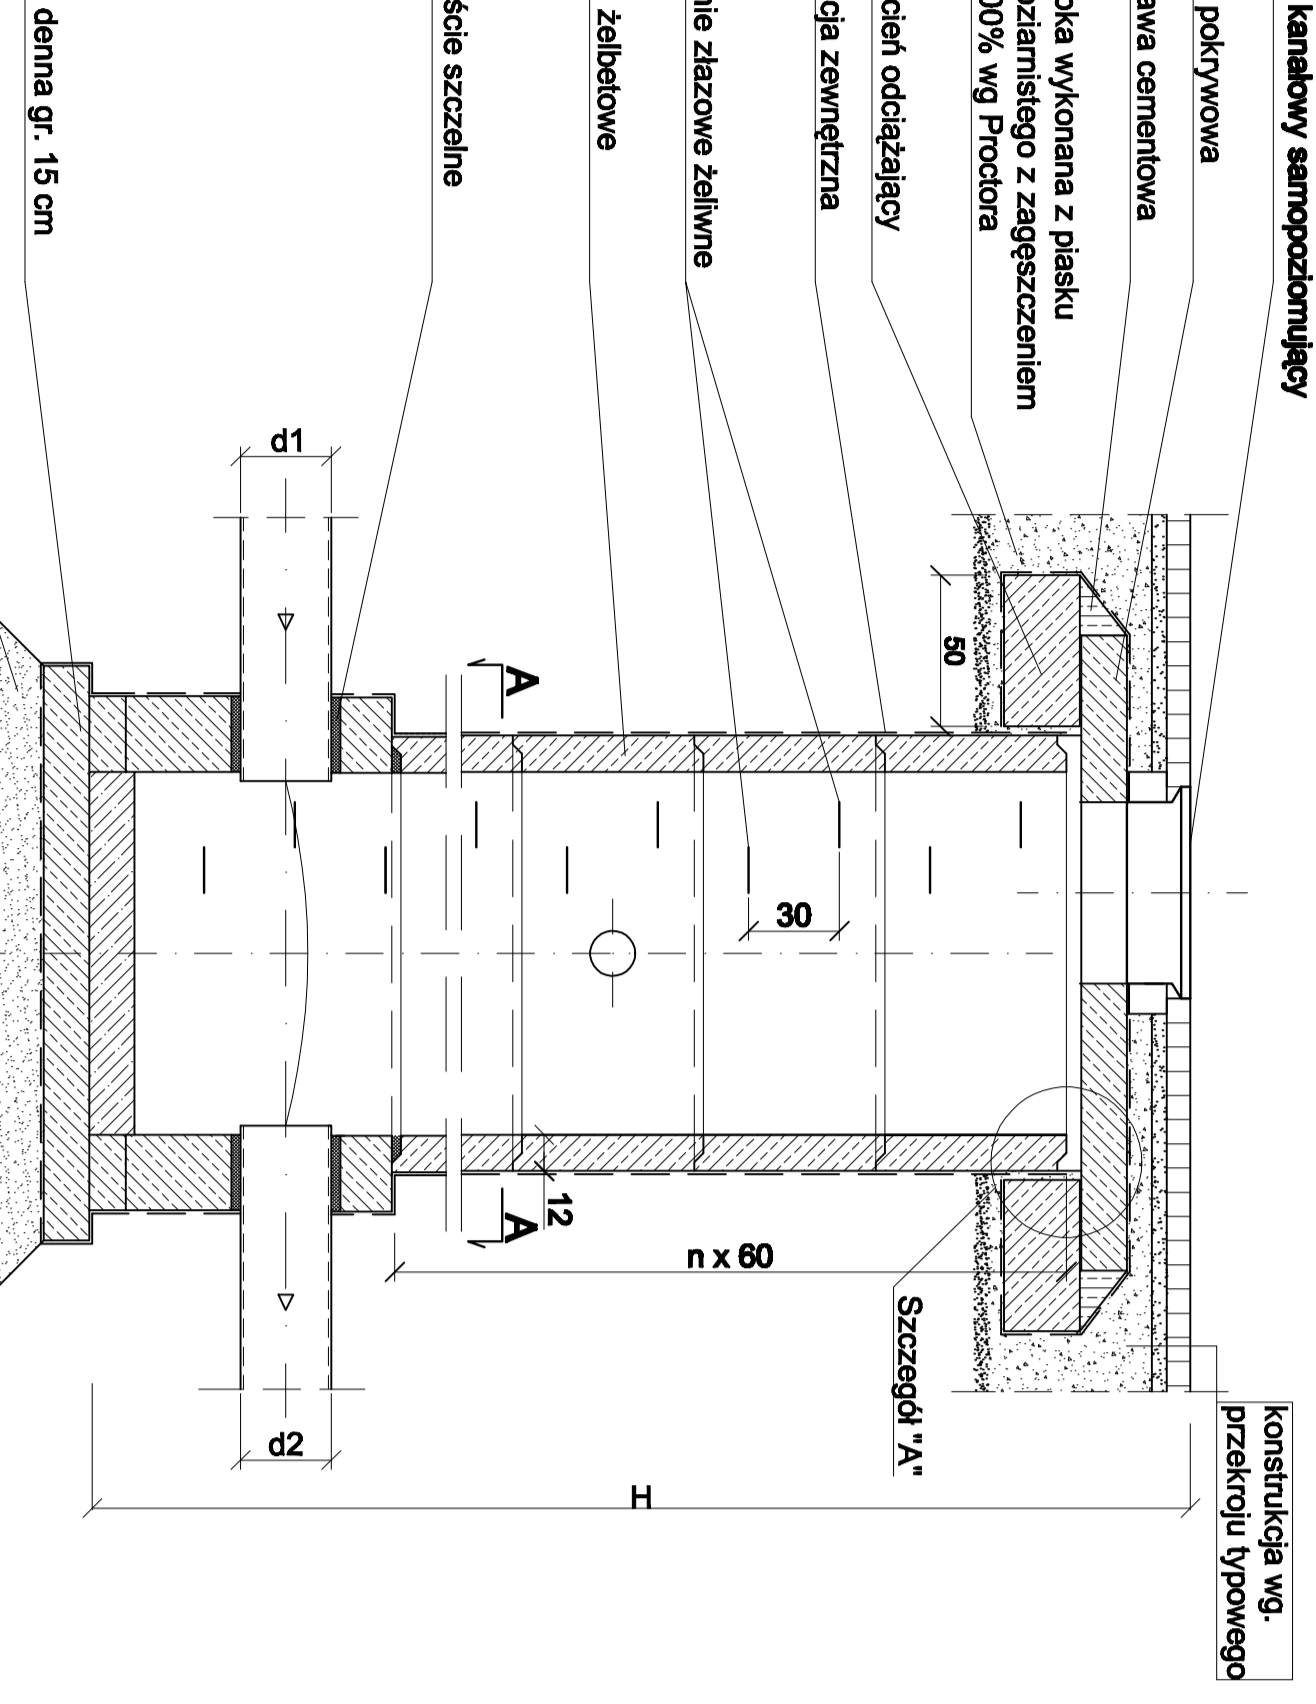 kanałowy samopoziomujący
pokrywowa
awa cementowa
oka wykonana z piasku
oziarnistego z zagęszczeniem
00% wg Proctora
cień odciążający
cja zewnętrzna
nie złazowe żeliwne
żelbetowe
ście szczelne
denna gr. 15 cm
konstrukcja wg.
przekroju typowego
50
30
A
A
12
n x 60
Szczegół "A"
d1
d2
H